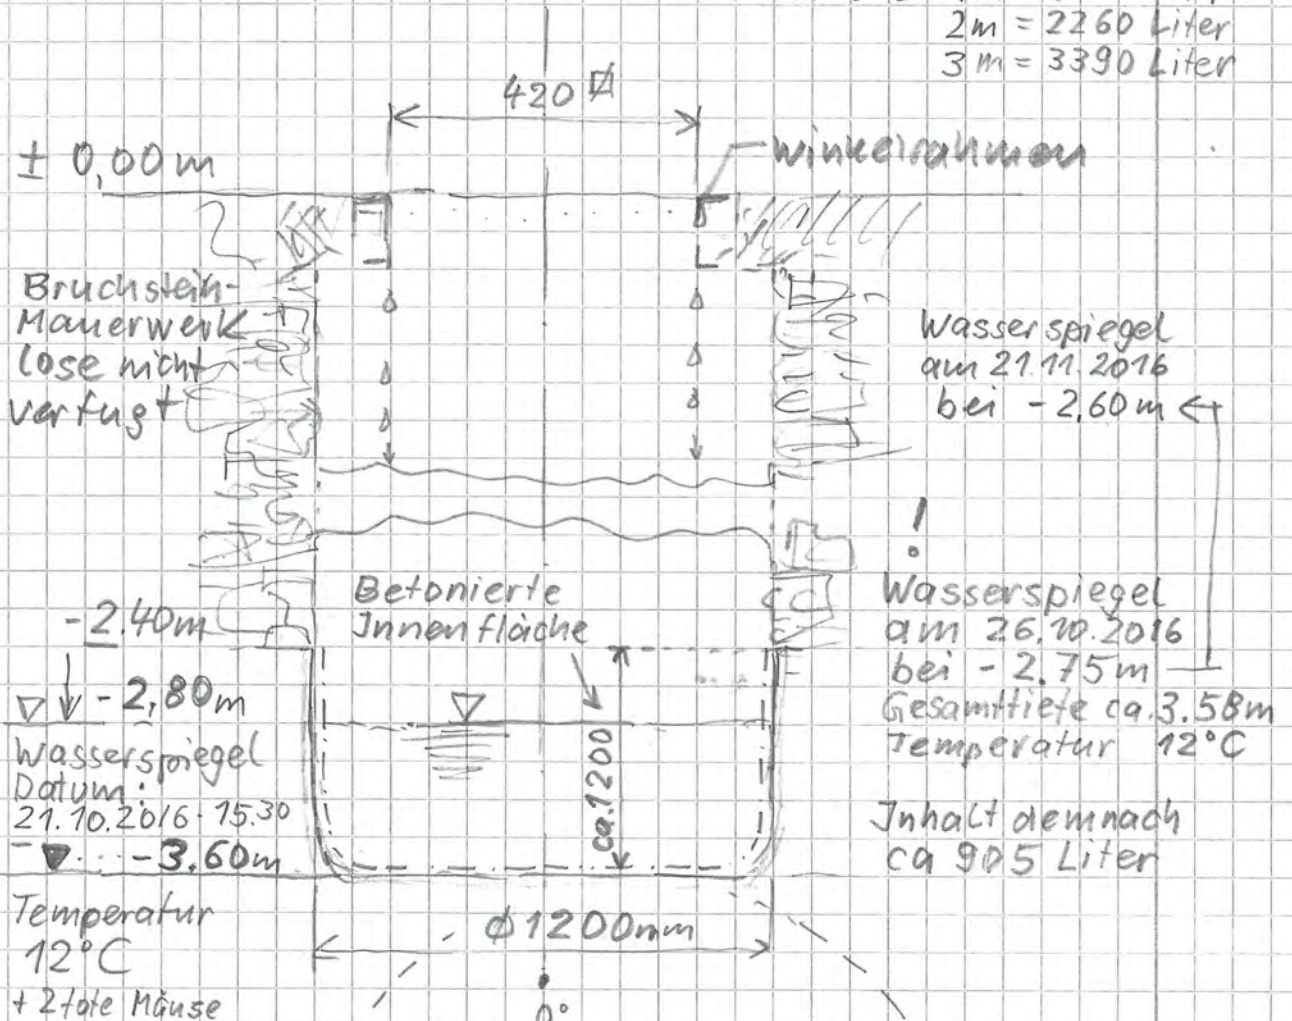 2m = 2260 Liter
3m = 3390 Liter
420
± 0,00m
Winkelrahmen
Bruchstein-
Mauerwerk
lose nicht
verfugt
Wasserspiegel
am 21.11.2016
bei -2,60m
!
Betonierte
Innenfläche
-2.40m
-2,80m
Wasserspiegel
Datum:
21.10.2016 · 15.30
-3.60m
Temperatur
12°C
+ 2 tote Mäuse
ca. 1200
ϕ1200mm
0°
Wasserspiegel
am 26.10.2016
bei -2.75m
Gesamttiefe ca. 3.58m
Temperatur 12°C
Inhalt demnach
ca 905 Liter